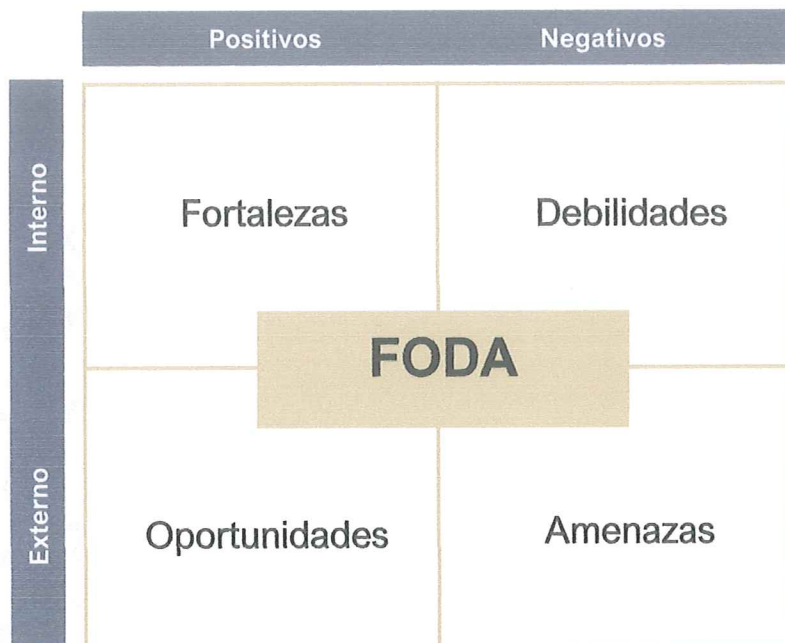 Positivos Negativos
Interno
Fortalezas Debilidades
FODA
Externo
Oportunidades Amenazas